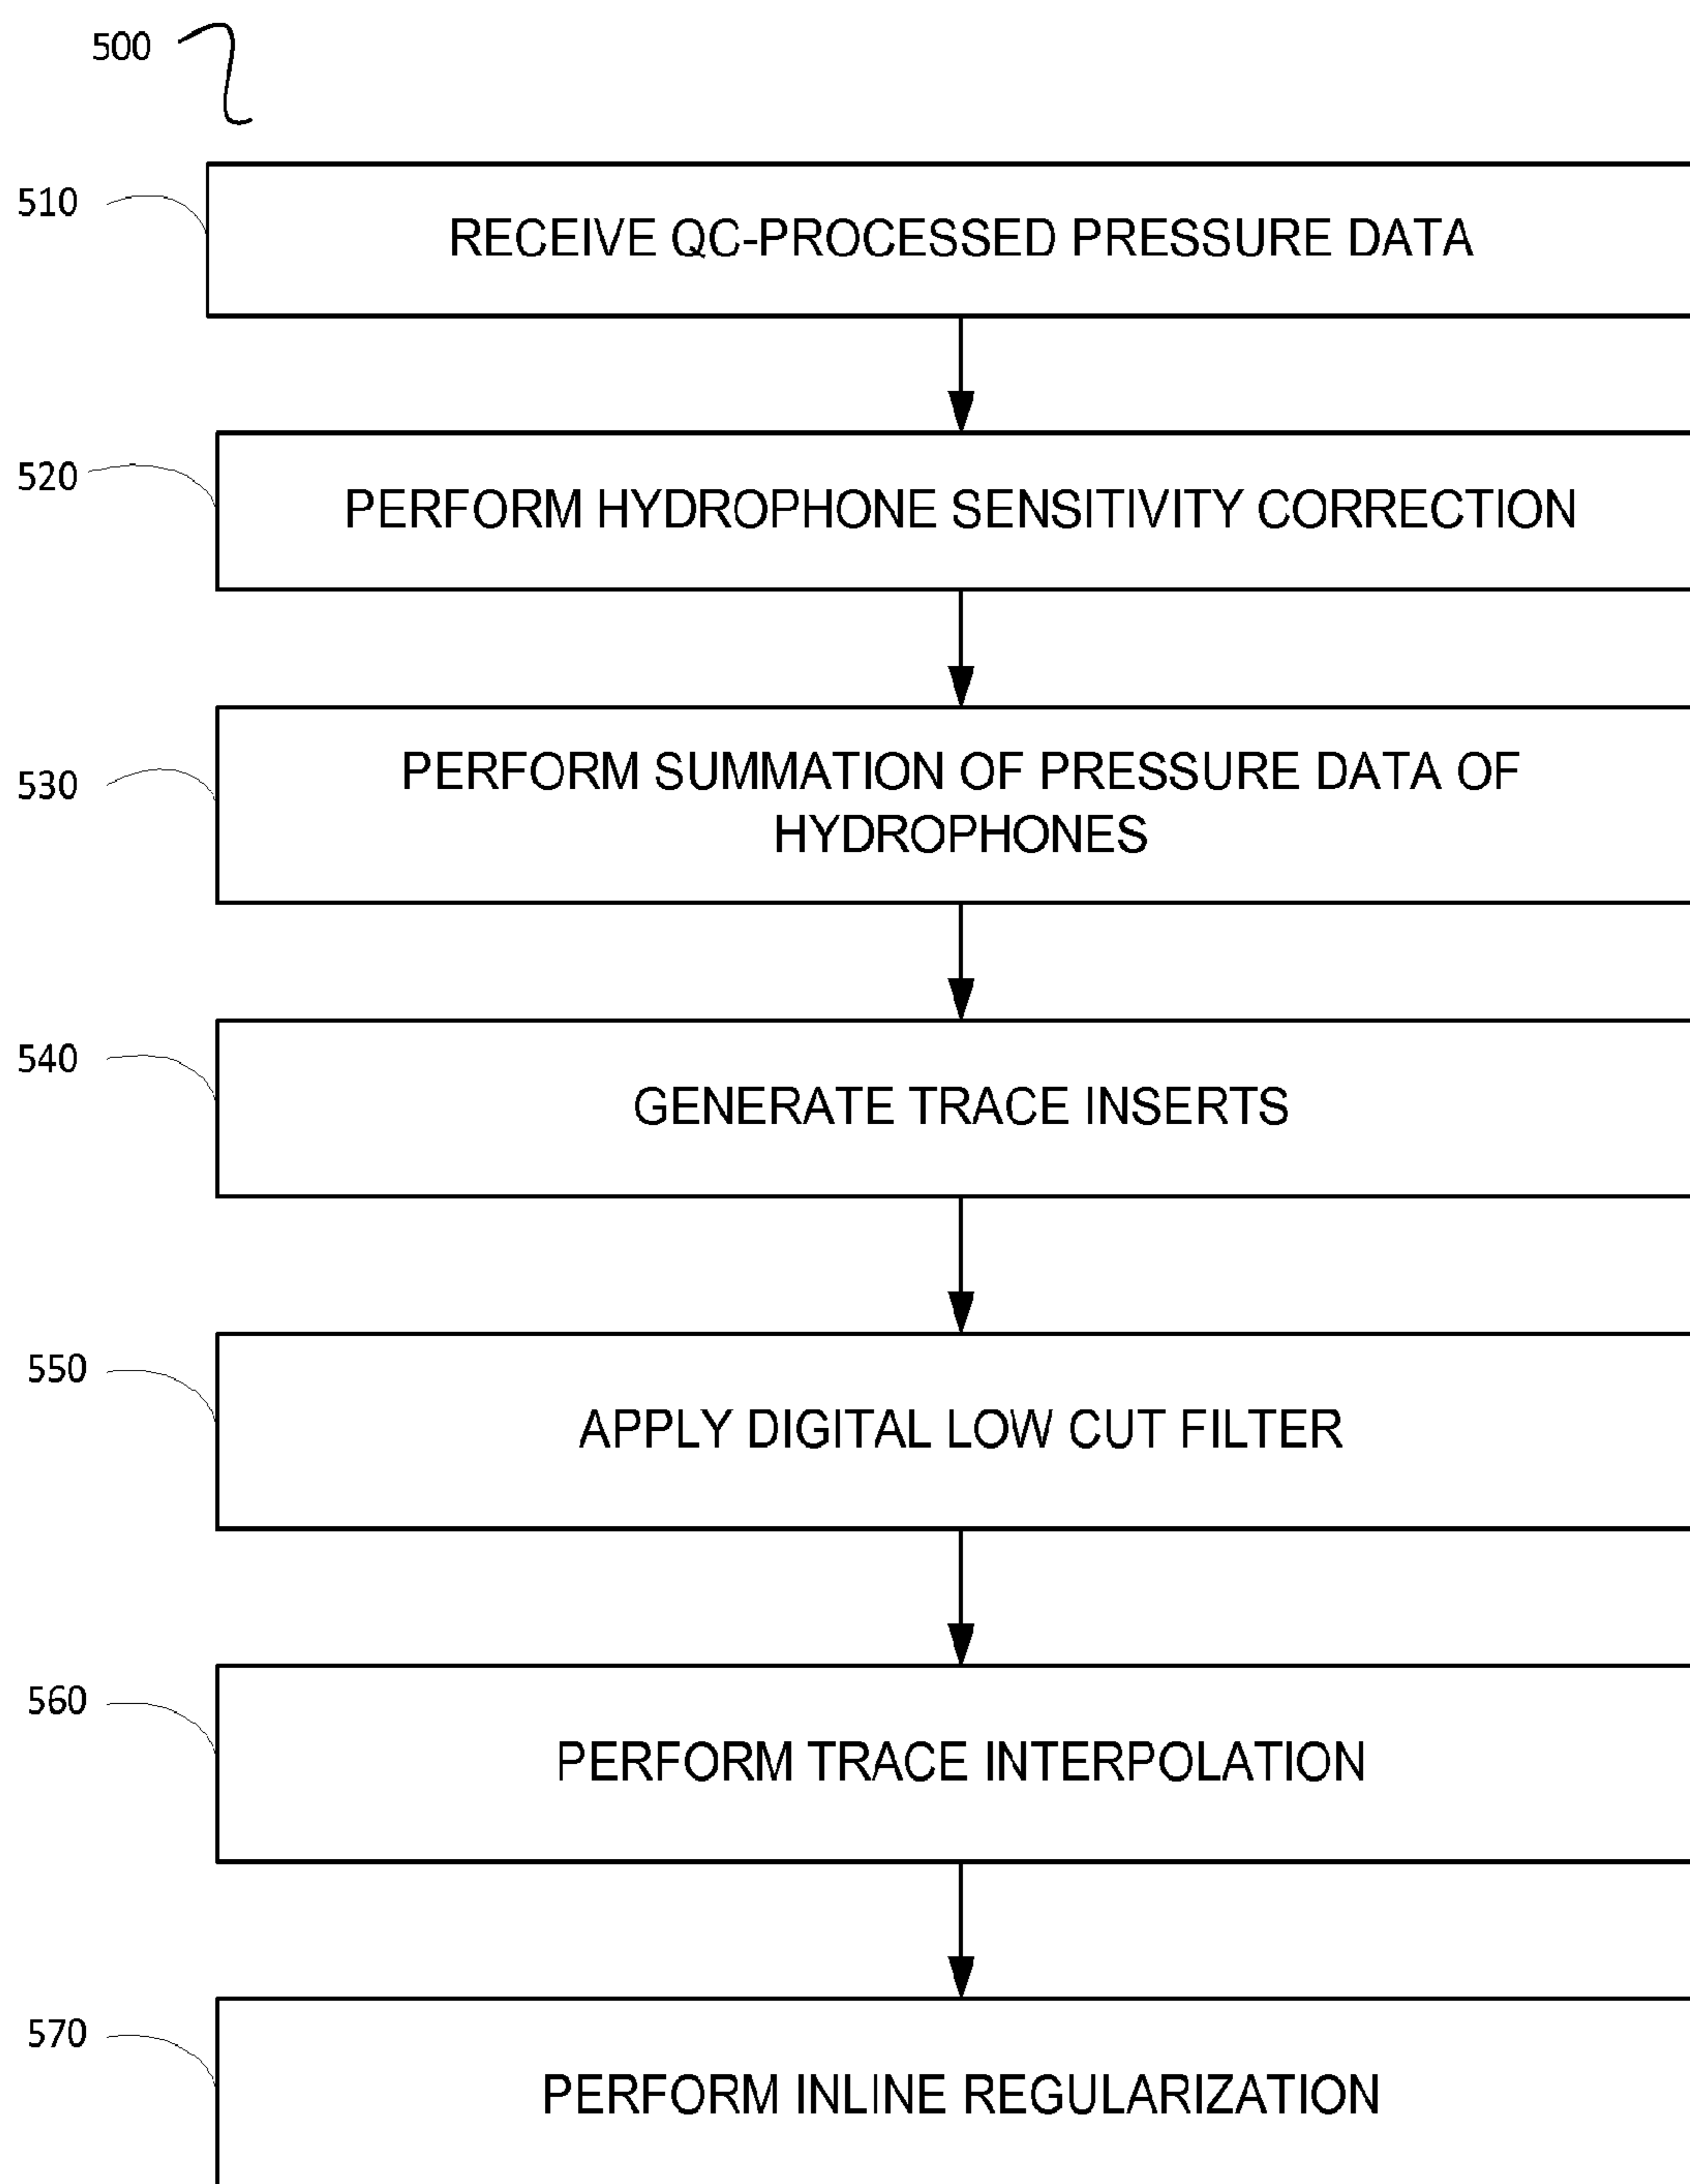 500
510
RECEIVE QC-PROCESSED PRESSURE DATA
520
PERFORM HYDROPHONE SENSITIVITY CORRECTION
530
PERFORM SUMMATION OF PRESSURE DATA OF
HYDROPHONES
540
GENERATE TRACE INSERTS
550
APPLY DIGITAL LOW CUT FILTER
560
PERFORM TRACE INTERPOLATION
570
PERFORM INLINE REGULARIZATION